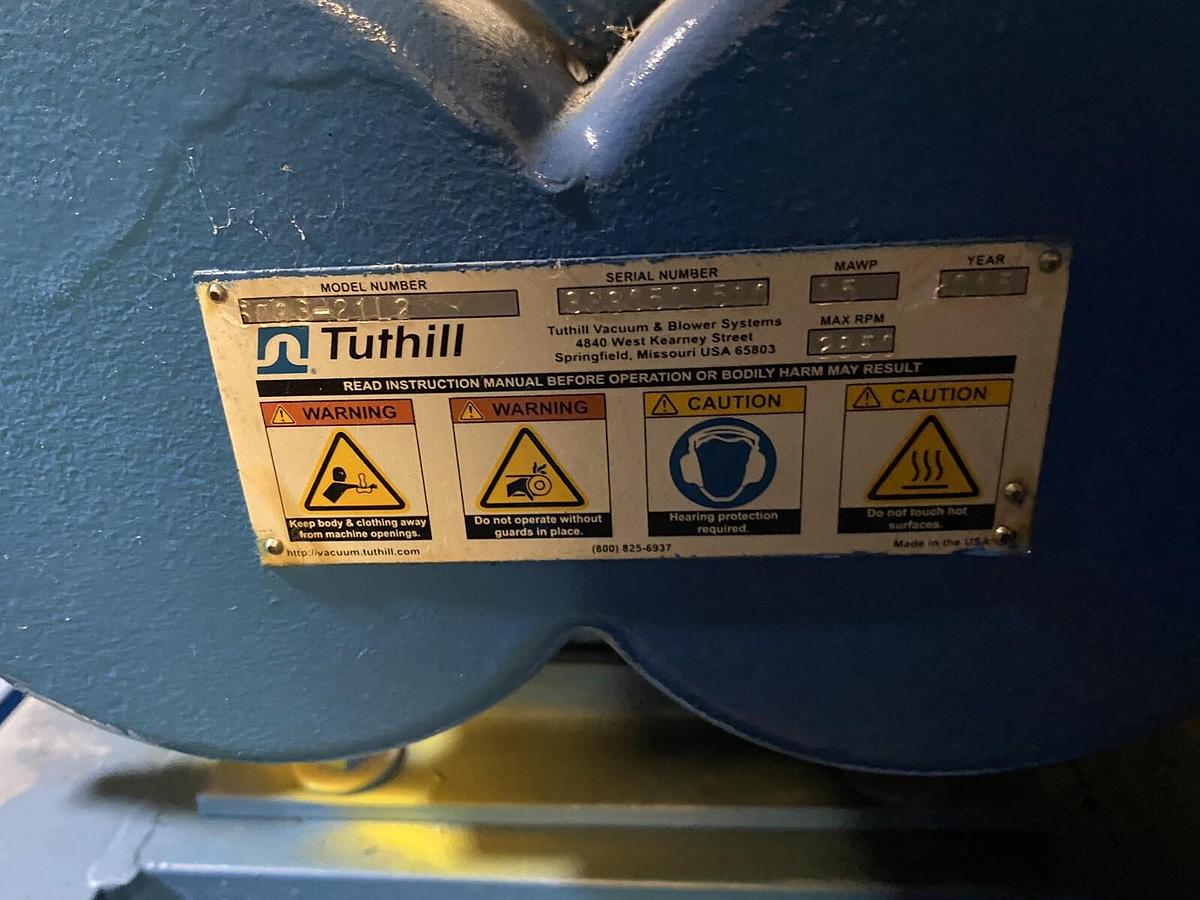 MODEL NUMBER
SERIAL NUMBER
MAWP
15
YEAR
MAX RPM
Tuthill
Tuthill Vacuum & Blower Systems
4840 West Kearney Street
Springfield, Missouri USA 65803
READ INSTRUCTION MANUAL BEFORE OPERATION OR BODILY HARM MAY RESULT
WARNING
Keep body & clothing away
from machine openings.
WARNING
Do not operate without
guards in place.
CAUTION
Hearing protection
required.
CAUTION
Do not touch hot
surfaces.
http://vacuum.tuthill.com
(800) 825-6937
Made in the USA